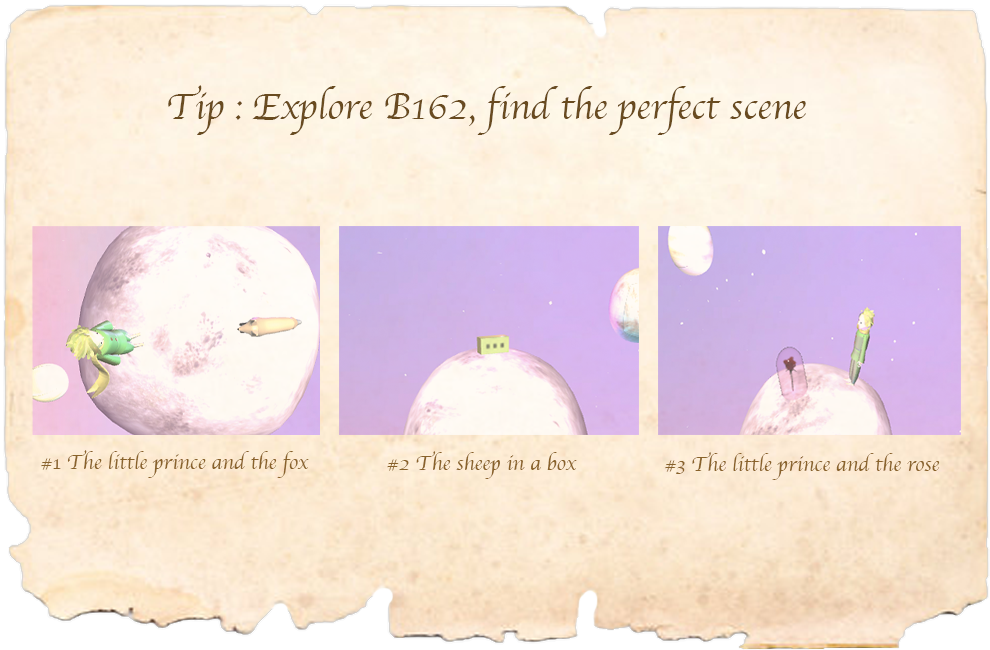 Tip : Explore B162, find the perfect scene
#1 The little prince and the fox
#2 The sheep in a box
#3 The little prince and the rose